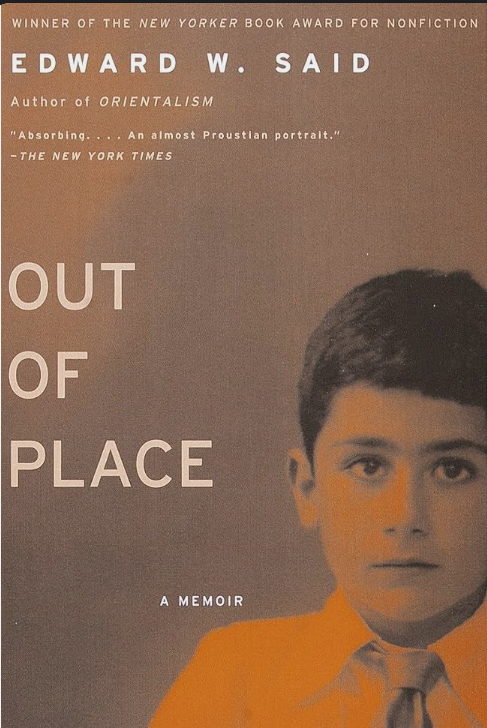 WINNER OF THE NEW YORKER BOOK AWARD FOR NONFICTION
EDWARD W. SAID
Author of ORIENTALISM
"Absorbing. . . . An almost Proustian portrait."
–THE NEW YORK TIMES
OUT
OF
PLACE
A MEMOIR